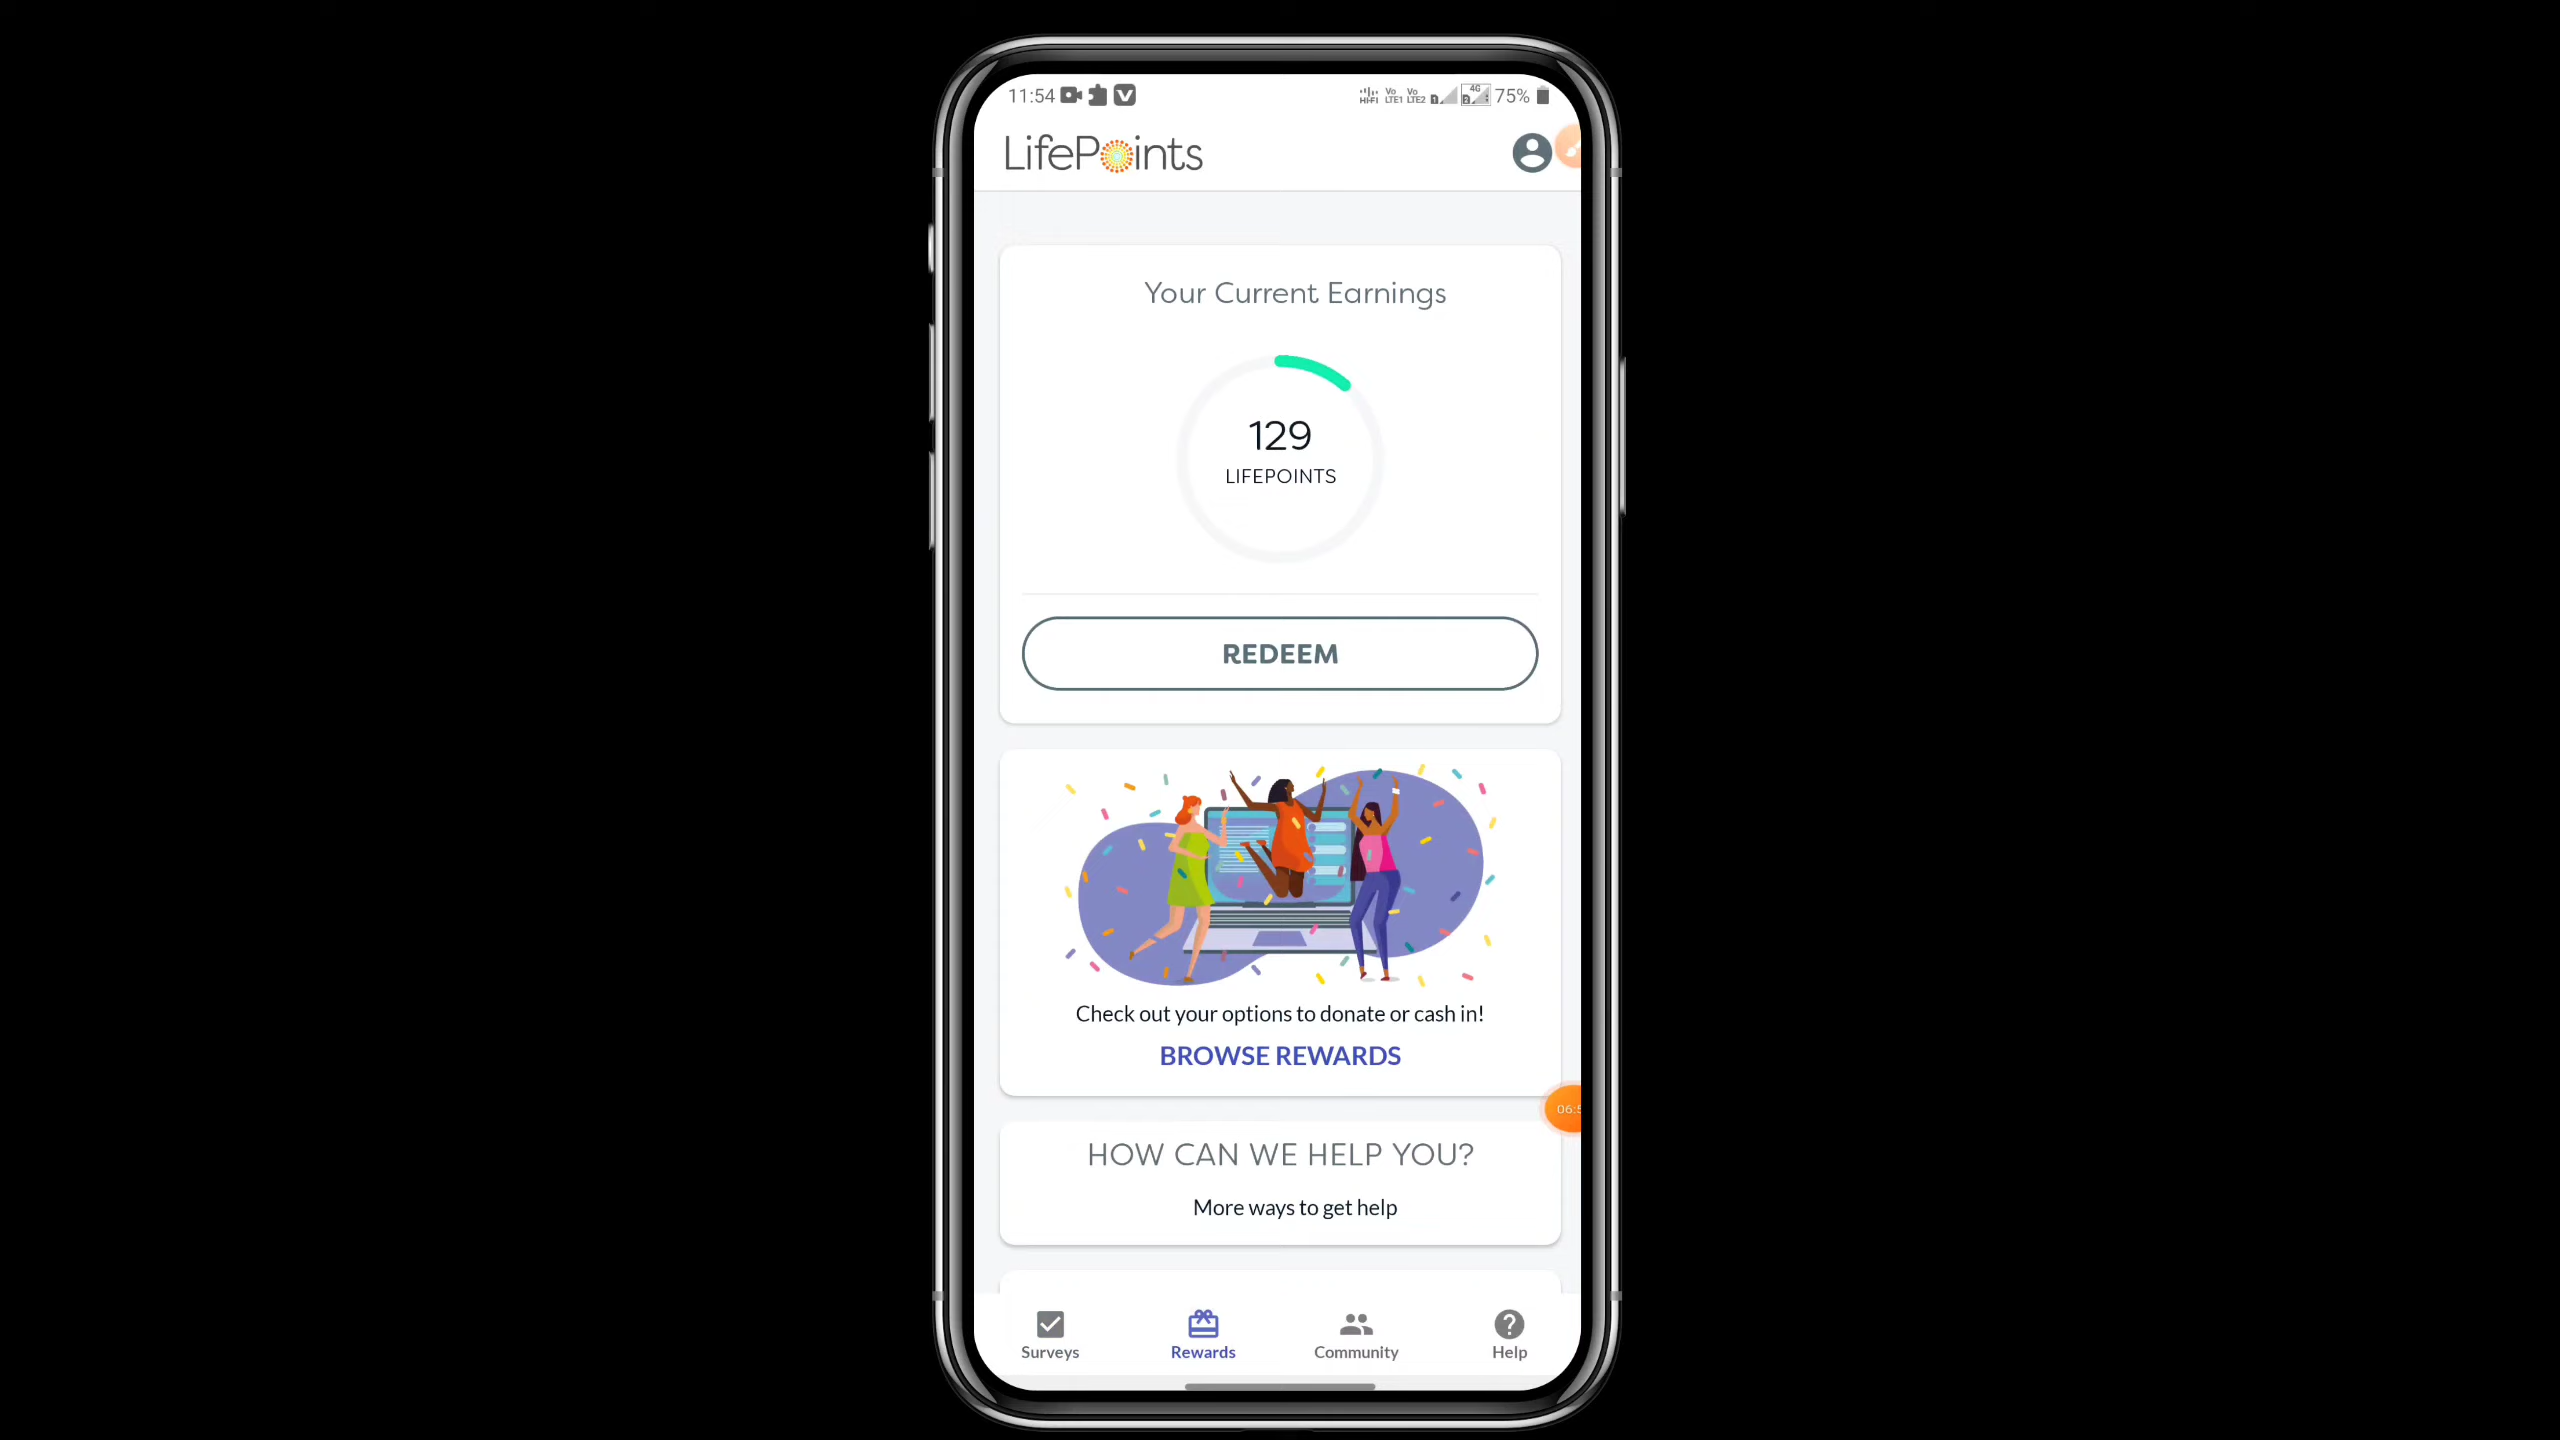 11:54 75%
LifePoints
Your Current Earnings
129
LIFEPOINTS
REDEEM
Check out your options to donate or cash in!
BROWSE REWARDS
HOW CAN WE HELP YOU?
More ways to get help
Surveys Rewards Community Help